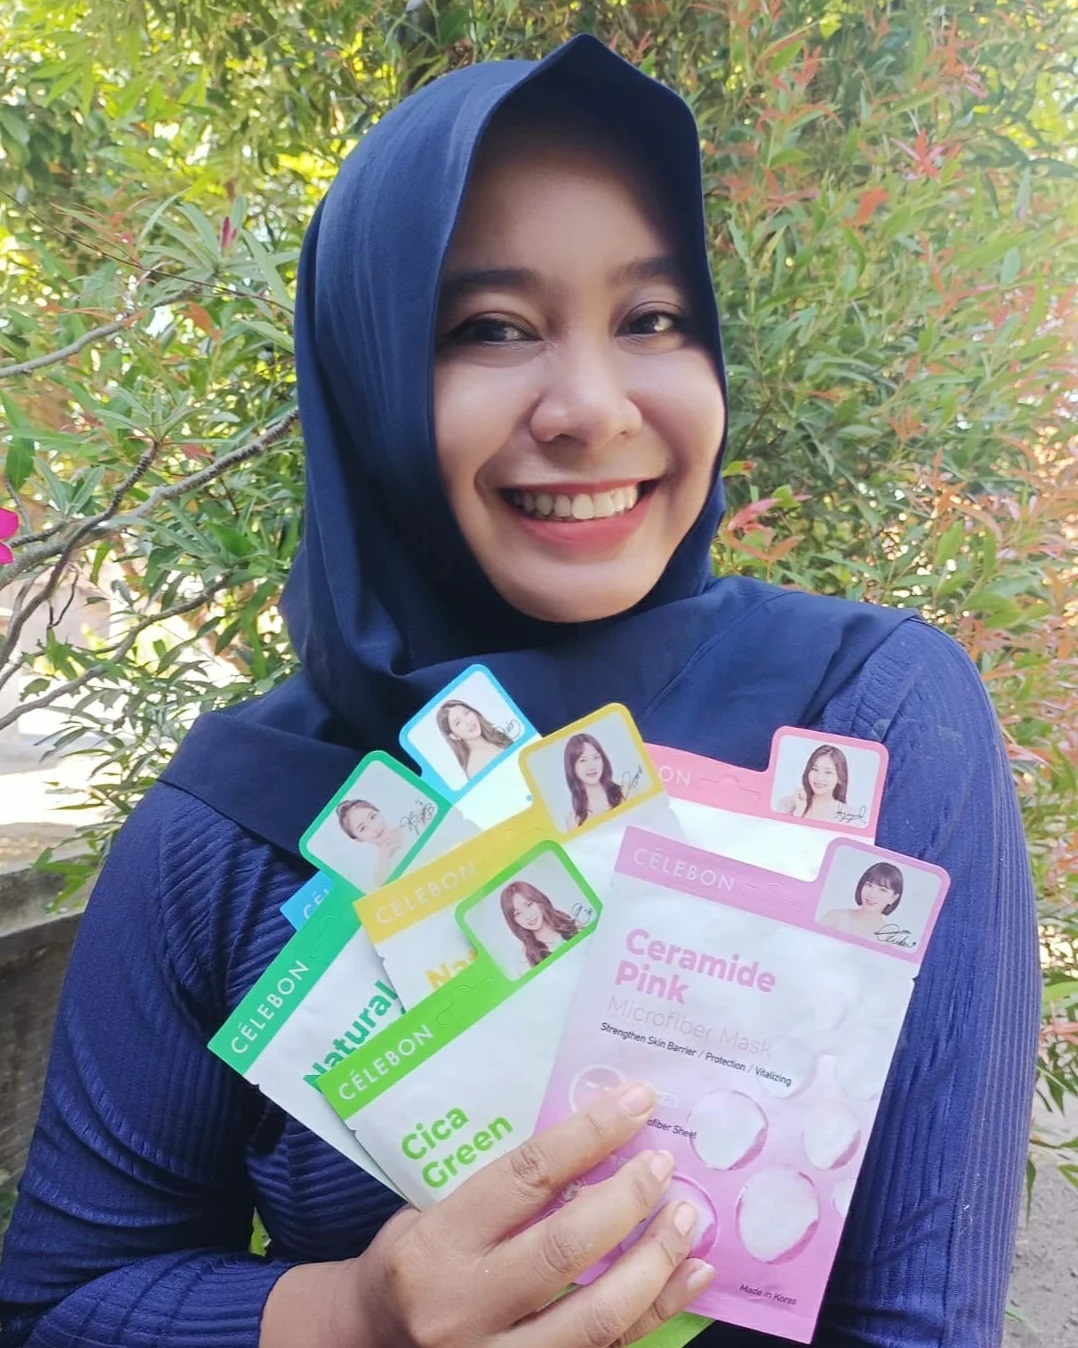 CÉLEBON
Natural
CÉLEBON
CÉLEBON
Cica
Green
CÉLEBON
Ceramide
Pink
Microfiber Mask
Strengthen Skin Barrier / Protection / Vitalizing
Sheet
Made in Korea